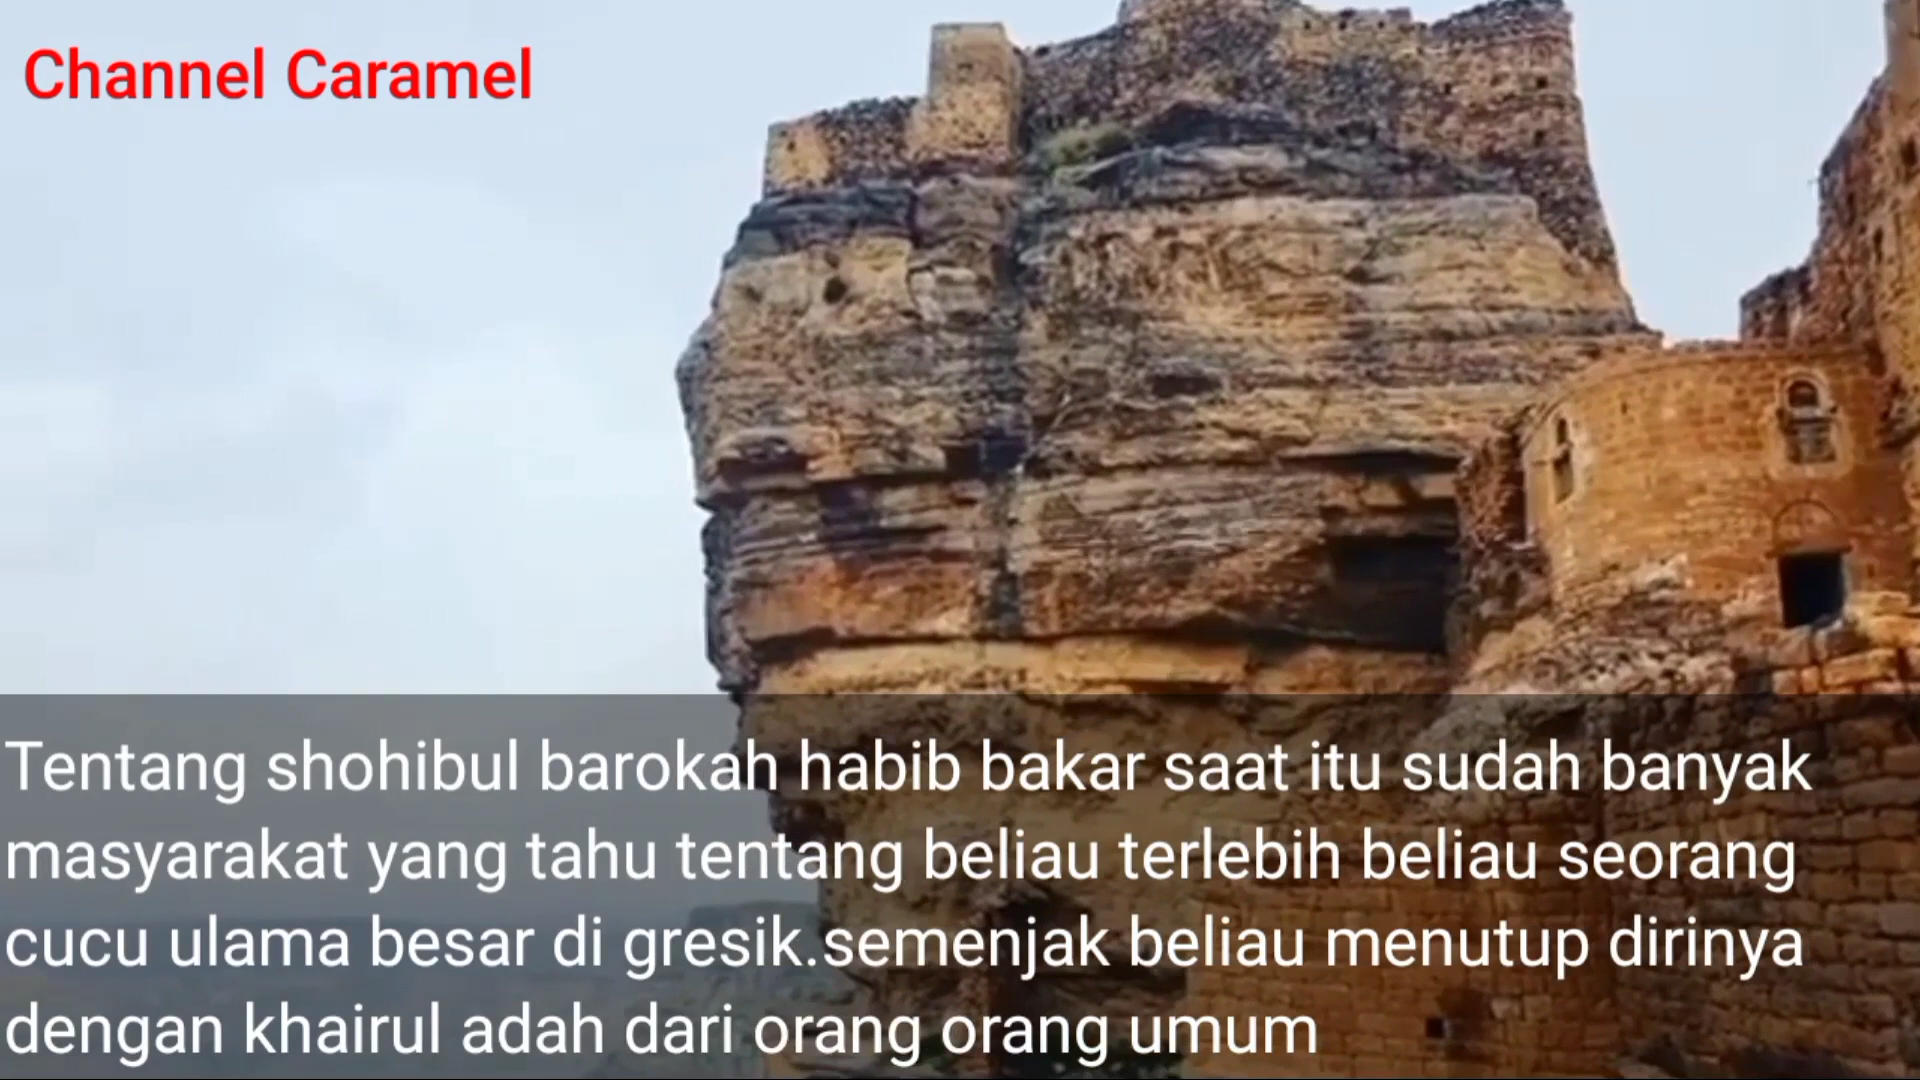 Channel Caramel
Tentang shohibul barokah habib bakar saat itu sudah banyak
masyarakat yang tahu tentang beliau terlebih beliau seorang
cucu ulama besar di gresik.semenjak beliau menutup dirinya
dengan khairul adah dari orang orang umum